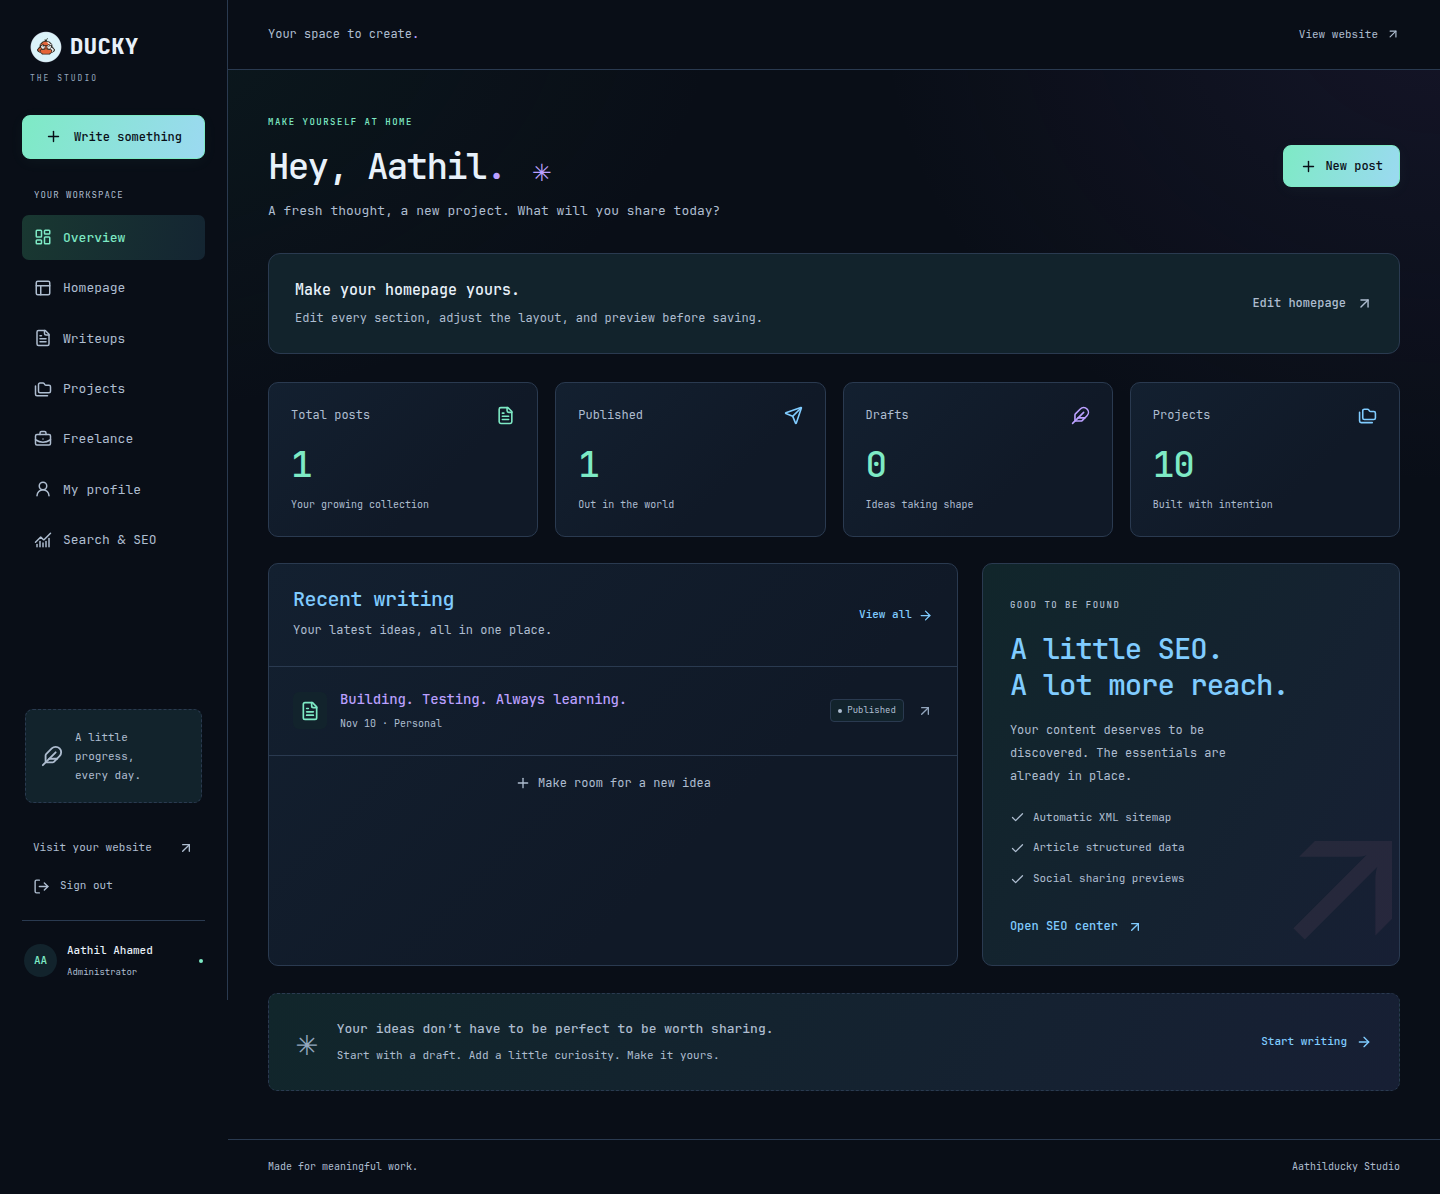 DUCKY
THE STUDIO
Write something
YOUR WORKSPACE
Overview
Homepage
Writeups
Projects
Freelance
My profile
Search & SEO
A little
progress,
every day.
Visit your website
Sign out
AA
Aathil Ahamed
Administrator
Your space to create.
View website
MAKE YOURSELF AT HOME
Hey, Aathil.
A fresh thought, a new project. What will you share today?
New post
Make your homepage yours.
Edit every section, adjust the layout, and preview before saving.
Edit homepage
Total posts
1
Your growing collection
Published
1
Out in the world
Drafts
0
Ideas taking shape
Projects
10
Built with intention
Recent writing
Your latest ideas, all in one place.
View all
Building. Testing. Always learning.
Nov 10 · Personal
Published
Make room for a new idea
GOOD TO BE FOUND
A little SEO.
A lot more reach.
Your content deserves to be
discovered. The essentials are
already in place.
Automatic XML sitemap
Article structured data
Social sharing previews
Open SEO center
Your ideas don’t have to be perfect to be worth sharing.
Start with a draft. Add a little curiosity. Make it yours.
Start writing
Made for meaningful work.
Aathilducky Studio